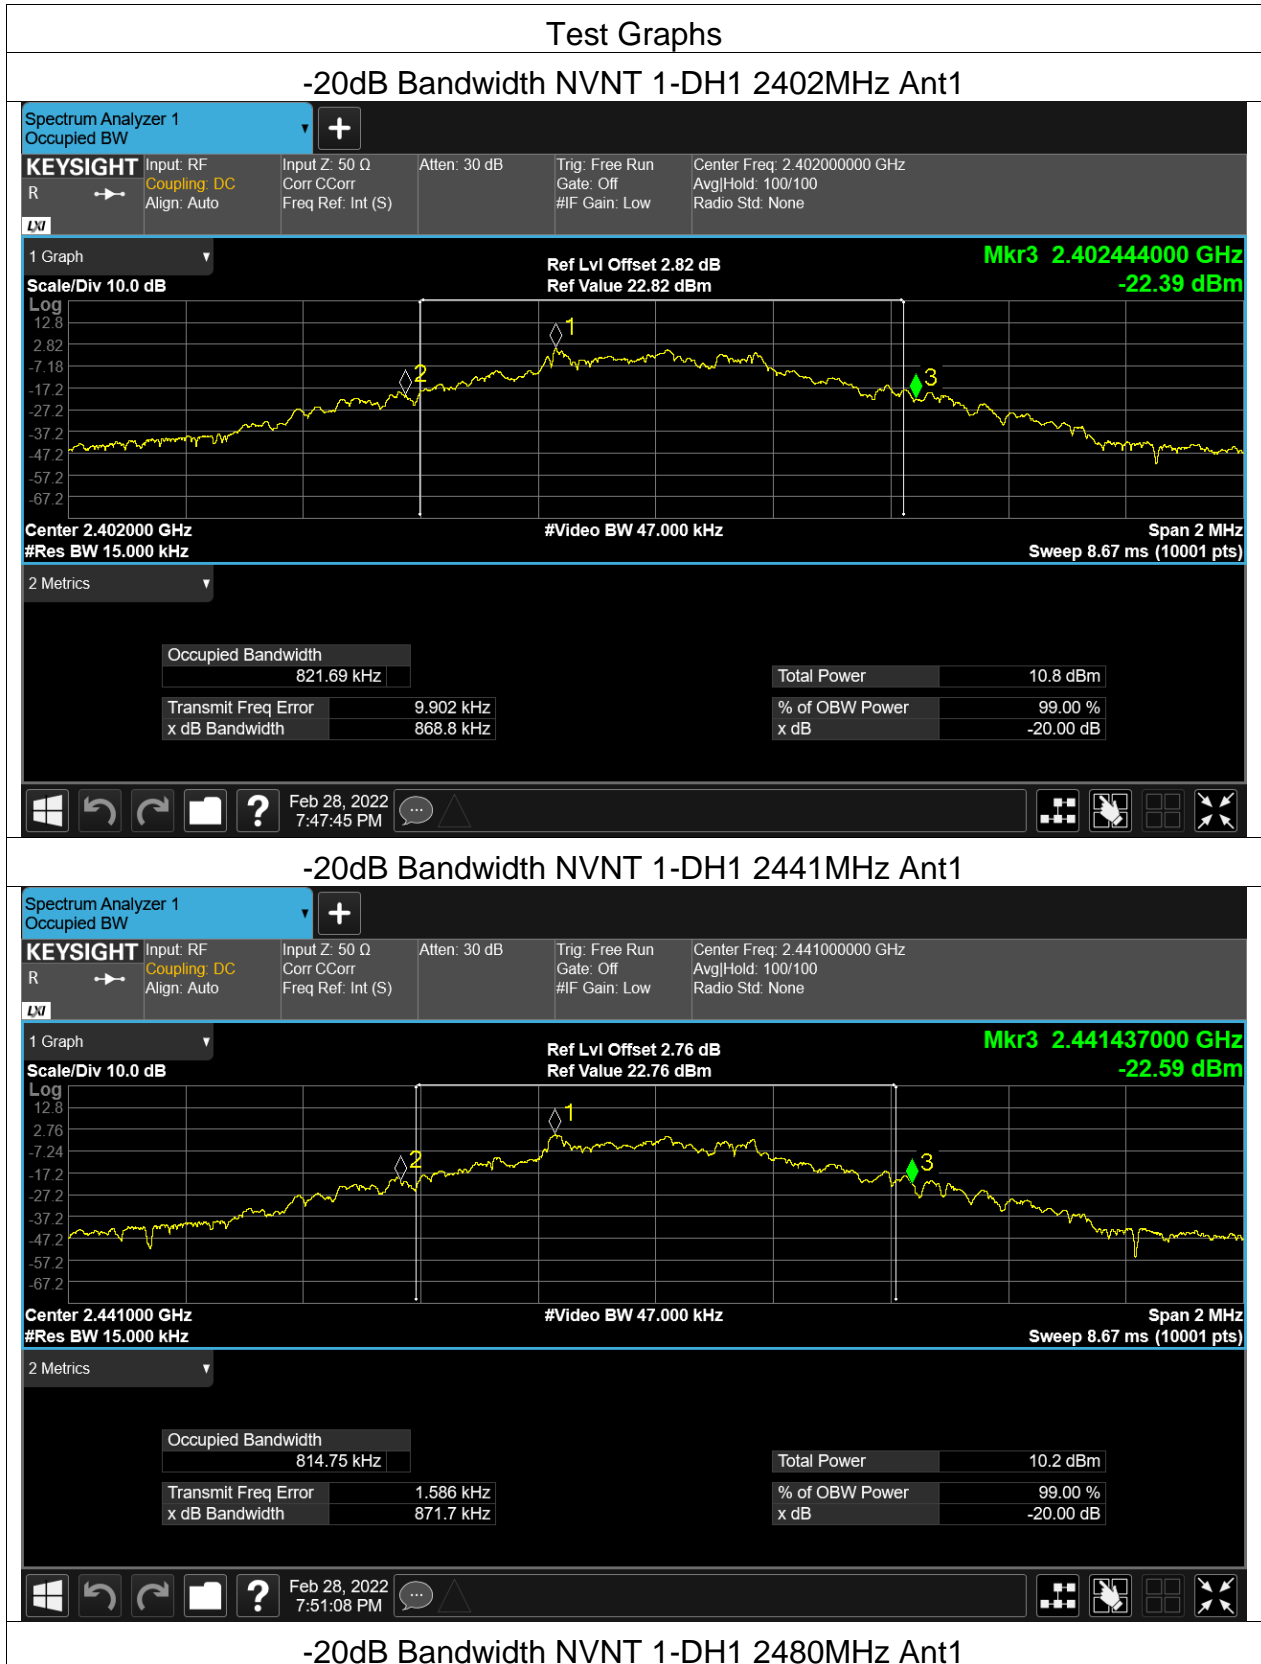 Test Graphs
-20dB Bandwidth NVNT 1-DH1 2402MHz Ant1
Spectrum Analyzer 1
Occupied BW
KEYSIGHT Input: RF Input Z: 50 Ω Atten: 30 dB Trig: Free Run Center Freq: 2.402000000 GHz
R Coupling: DC Corr CCorr Gate: Off Avg|Hold: 100/100
Align: Auto Freq Ref: Int (S) #IF Gain: Low Radio Std: None
LXI
1 Graph Ref Lvl Offset 2.82 dB Mkr3 2.402444000 GHz
Scale/Div 10.0 dB Ref Value 22.82 dBm -22.39 dBm
Log
12.8
1
2.82
-7.18
2
3
-17.2
-27.2
-37.2
-47.2
-57.2
-67.2
Center 2.402000 GHz #Video BW 47.000 kHz Span 2 MHz
#Res BW 15.000 kHz Sweep 8.67 ms (10001 pts)
2 Metrics
Occupied Bandwidth
821.69 kHz Total Power 10.8 dBm
Transmit Freq Error 9.902 kHz % of OBW Power 99.00 %
x dB Bandwidth 868.8 kHz x dB -20.00 dB
Feb 28, 2022
7:47:45 PM
-20dB Bandwidth NVNT 1-DH1 2441MHz Ant1
Spectrum Analyzer 1
Occupied BW
KEYSIGHT Input: RF Input Z: 50 Ω Atten: 30 dB Trig: Free Run Center Freq: 2.441000000 GHz
R Coupling: DC Corr CCorr Gate: Off Avg|Hold: 100/100
Align: Auto Freq Ref: Int (S) #IF Gain: Low Radio Std: None
LXI
1 Graph Ref Lvl Offset 2.76 dB Mkr3 2.441437000 GHz
Scale/Div 10.0 dB Ref Value 22.76 dBm -22.59 dBm
Log
12.8
1
2.76
-7.24
2
3
-17.2
-27.2
-37.2
-47.2
-57.2
-67.2
Center 2.441000 GHz #Video BW 47.000 kHz Span 2 MHz
#Res BW 15.000 kHz Sweep 8.67 ms (10001 pts)
2 Metrics
Occupied Bandwidth
814.75 kHz Total Power 10.2 dBm
Transmit Freq Error 1.586 kHz % of OBW Power 99.00 %
x dB Bandwidth 871.7 kHz x dB -20.00 dB
Feb 28, 2022
7:51:08 PM
-20dB Bandwidth NVNT 1-DH1 2480MHz Ant1